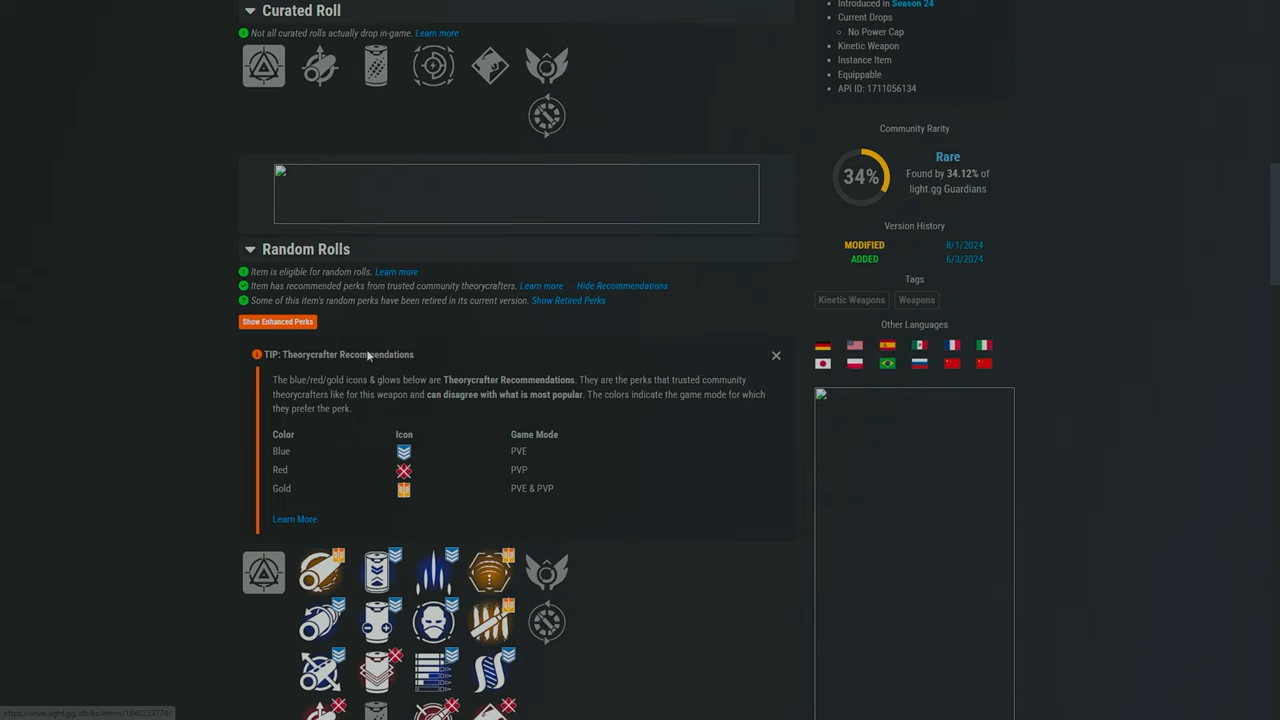 Curated Roll
Not all curated rolls actually drop in-game. Learn more
Random Rolls
Item is eligible for random rolls. Learn more
Item has recommended perks from trusted community theorycrafters. Learn more Hide Recommendations
Some of this item's random perks have been retired in its current version. Show Retired Perks
Show Enhanced Perks
TIP: Theorycrafter Recommendations
The blue/red/gold icons & glows below are Theorycrafter Recommendations. They are the perks that trusted community
theorycrafters like for this weapon and can disagree with what is most popular. The colors indicate the game mode for which
they prefer the perk.
Color Icon Game Mode
Blue PVE
Red PVP
Gold PVE & PVP
Learn More
Introduced in Season 24
Current Drops
No Power Cap
Kinetic Weapon
Instance Item
Equippable
API ID: 1711056134
Community Rarity
34%
Rare
Found by 34.12% of
light.gg Guardians
Version History
MODIFIED 8/1/2024
ADDED 6/3/2024
Tags
Kinetic Weapons Weapons
Other Languages
https://www.light.gg/db/ko/items/1840239774/